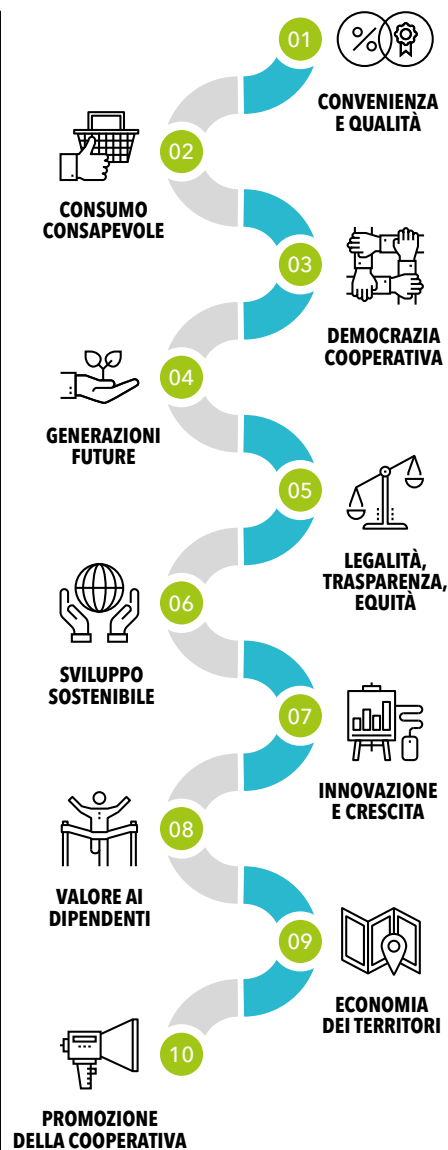 01
%
CONVENIENZA
E QUALITÀ
02
CONSUMO
CONSAPEVOLE
03
DEMOCRAZIA
COOPERATIVA
04
GENERAZIONI
FUTURE
05
LEGALITÀ,
TRASPARENZA,
EQUITÀ
06
SVILUPPO
SOSTENIBILE
07
INNOVAZIONE
E CRESCITA
08
VALORE AI
DIPENDENTI
09
ECONOMIA
DEI TERRITORI
10
PROMOZIONE
DELLA COOPERATIVA